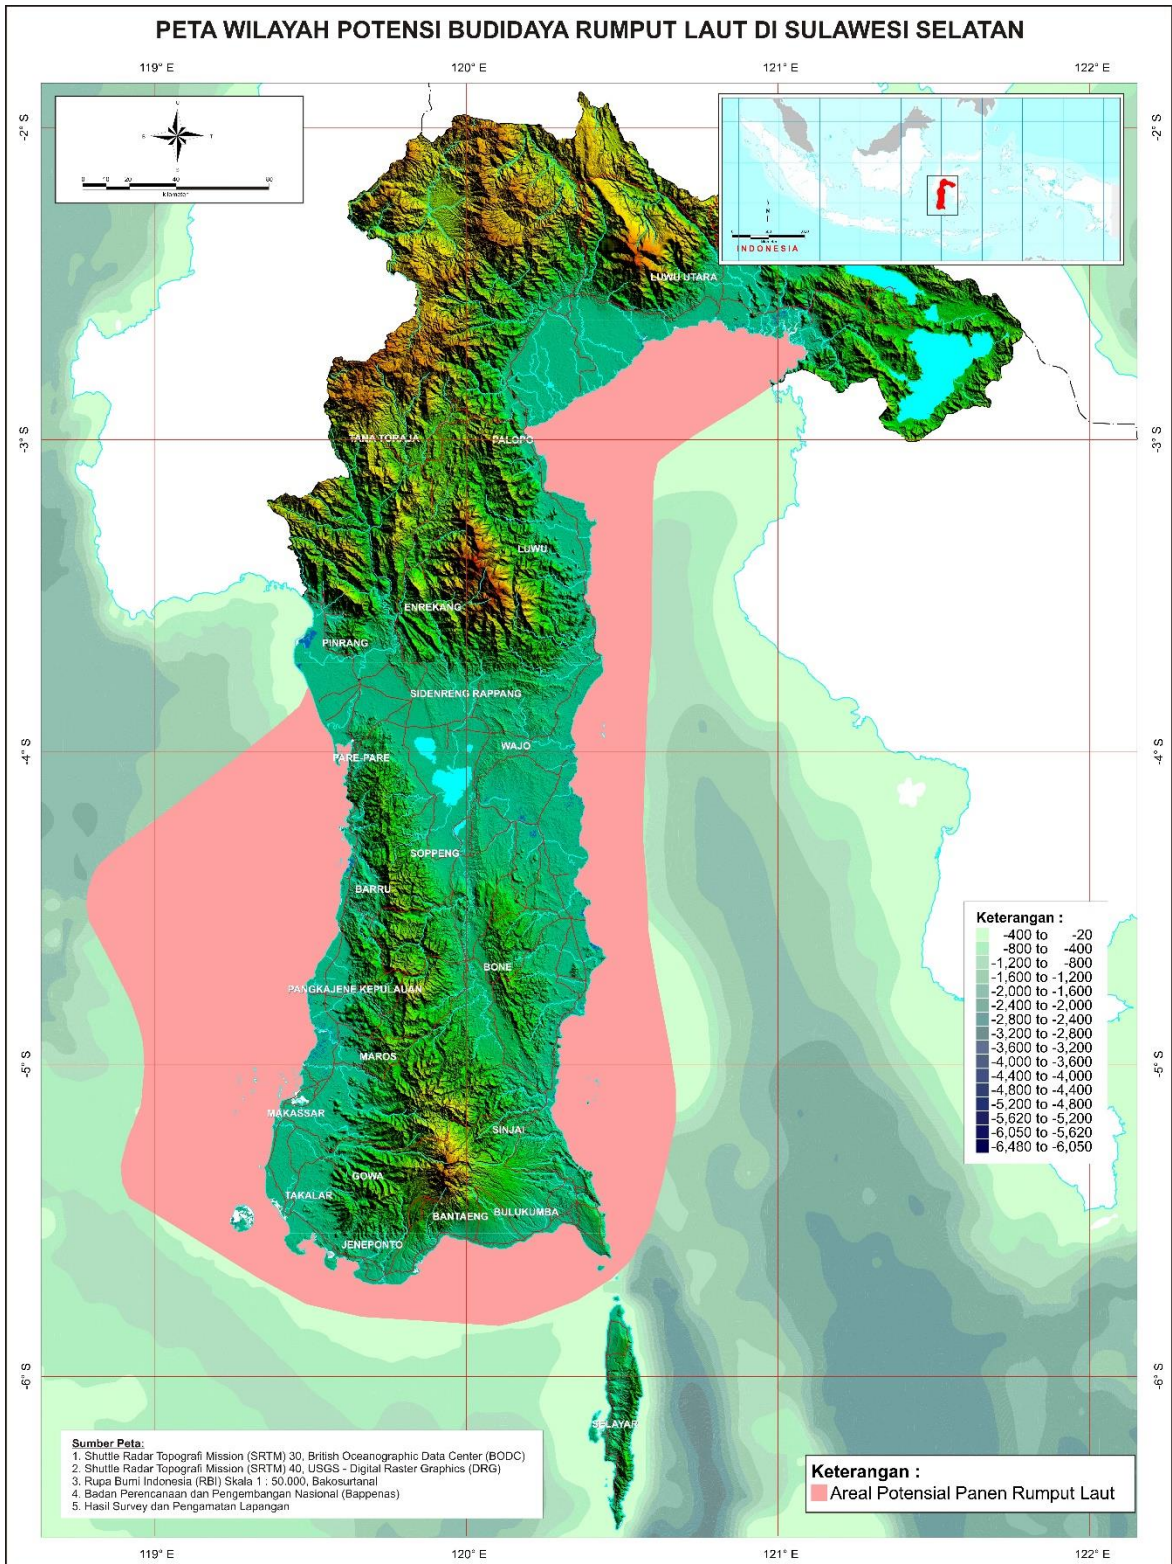 PETA WILAYAH POTENSI BUDIDAYA RUMPUT LAUT DI SULAWESI SELATAN
119° E
120° E
121° E
122° E
-2° S
-2° S
U
B
T
S
0 10 20 40 80
kilometer
N
INDONESIA
LUWU UTARA
-3° S
TANA TORAJA
PALOPO
-3° S
LUWU
ENREKANG
PINRANG
SIDENRENG RAPPANG
WAJO
-4° S
PARE-PARE
-4° S
SOPPENG
BARRU
BONE
PANGKAJENE KEPULAUAN
MAROS
-5° S
-5° S
MAKASSAR
SINJAI
GOWA
TAKALAR
BANTAENG
BULUKUMBA
JENEPONTO
-6° S
-6° S
SELAYAR
Keterangan :
-400 to -20
-800 to -400
-1,200 to -800
-1,600 to -1,200
-2,000 to -1,600
-2,400 to -2,000
-2,800 to -2,400
-3,200 to -2,800
-3,600 to -3,200
-4,000 to -3,600
-4,400 to -4,000
-4,800 to -4,400
-5,200 to -4,800
-5,620 to -5,200
-6,050 to -5,620
-6,480 to -6,050
Sumber Peta:
1. Shuttle Radar Topografi Mission (SRTM) 30, British Oceanographic Data Center (BODC)
2. Shuttle Radar Topografi Mission (SRTM) 40, USGS - Digital Raster Graphics (DRG)
3. Rupa Bumi Indonesia (RBI) Skala 1 : 50.000, Bakosurtanal
4. Badan Perencanaan dan Pengembangan Nasional (Bappenas)
5. Hasil Survey dan Pengamatan Lapangan
Keterangan :
Areal Potensial Panen Rumput Laut
119° E
120° E
121° E
122° E